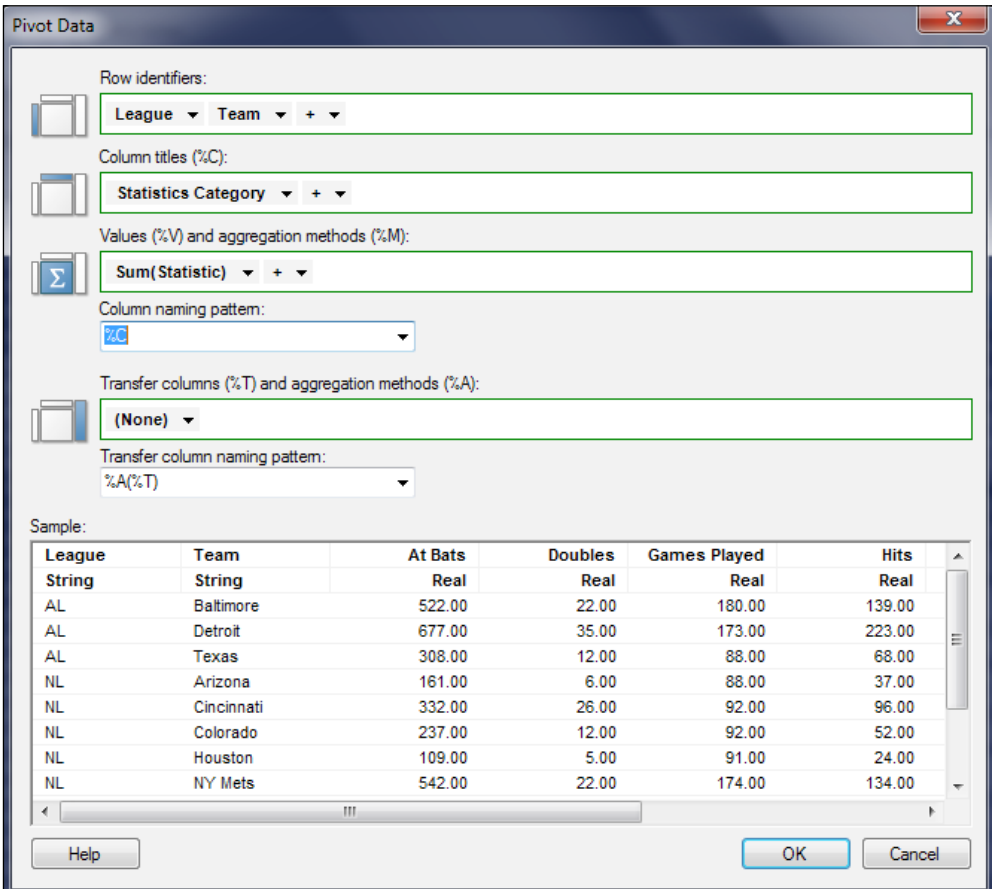 Pivot Data
Row identifiers:
League Team +
Column titles (%C):
Statistics Category +
Values (%V) and aggregation methods (%M):
Σ Sum(Statistic) +
Column naming pattern:
%C
Transfer columns (%T) and aggregation methods (%A):
(None)
Transfer column naming pattern:
%A(%T)
Sample:
League Team At Bats Doubles Games Played Hits
String String Real Real Real Real
AL Baltimore 522.00 22.00 180.00 139.00
AL Detroit 677.00 35.00 173.00 223.00
AL Texas 308.00 12.00 88.00 68.00
NL Arizona 161.00 6.00 88.00 37.00
NL Cincinnati 332.00 26.00 92.00 96.00
NL Colorado 237.00 12.00 92.00 52.00
NL Houston 109.00 5.00 91.00 24.00
NL NY Mets 542.00 22.00 174.00 134.00
Help OK Cancel